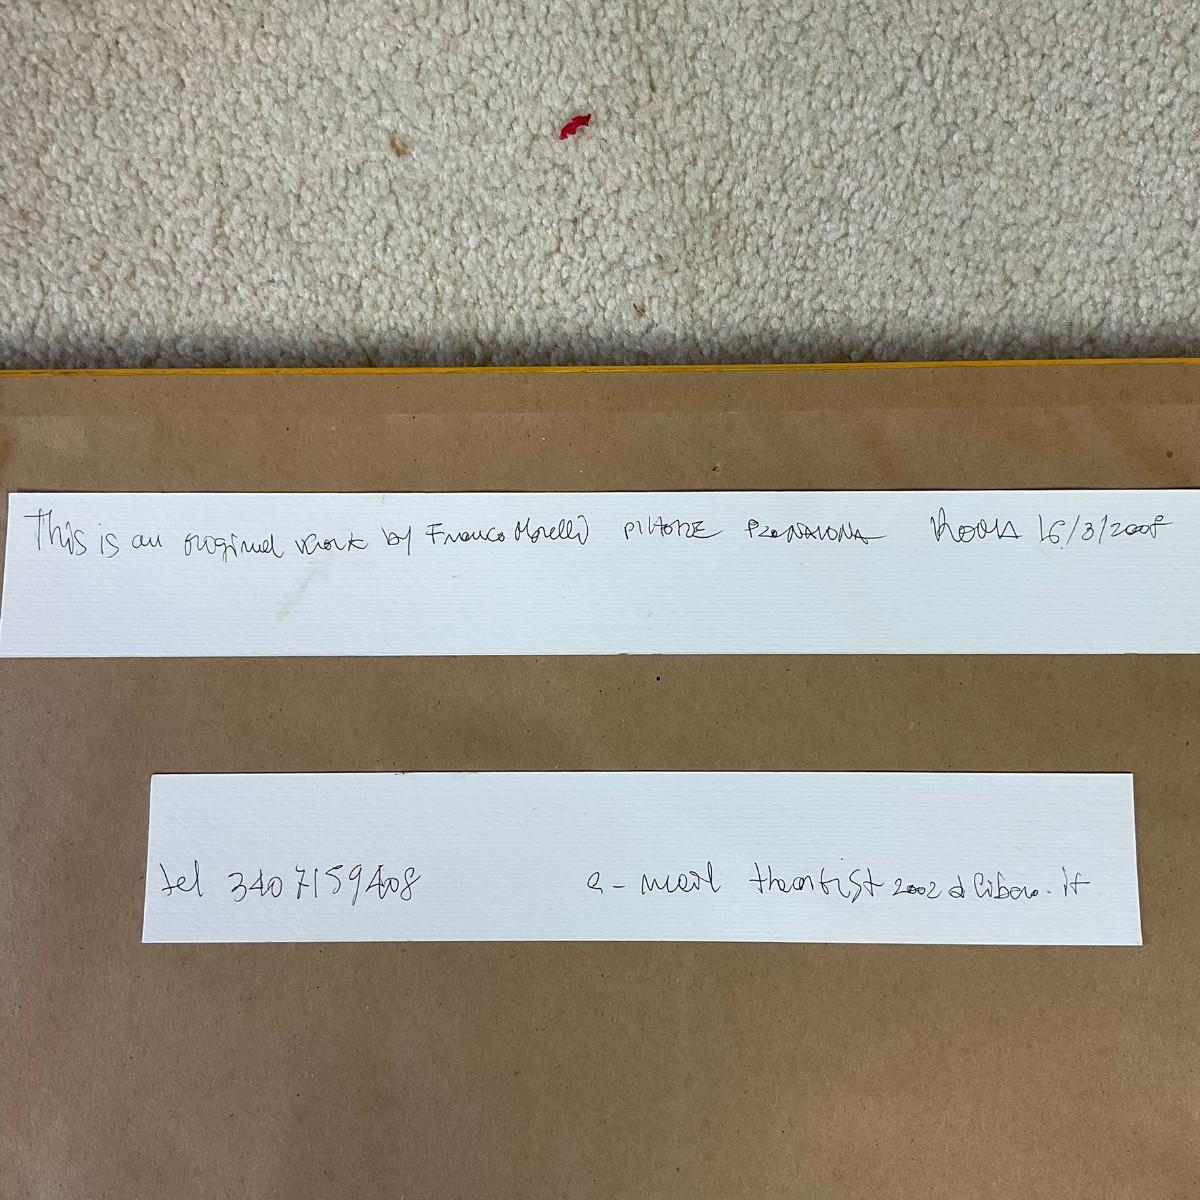 This is an original work by Franco Morelli PITTORE P.ZA NAVONA ROMA 16/3/2008
tel 3407159408 e-mail theartist2002@libero.it